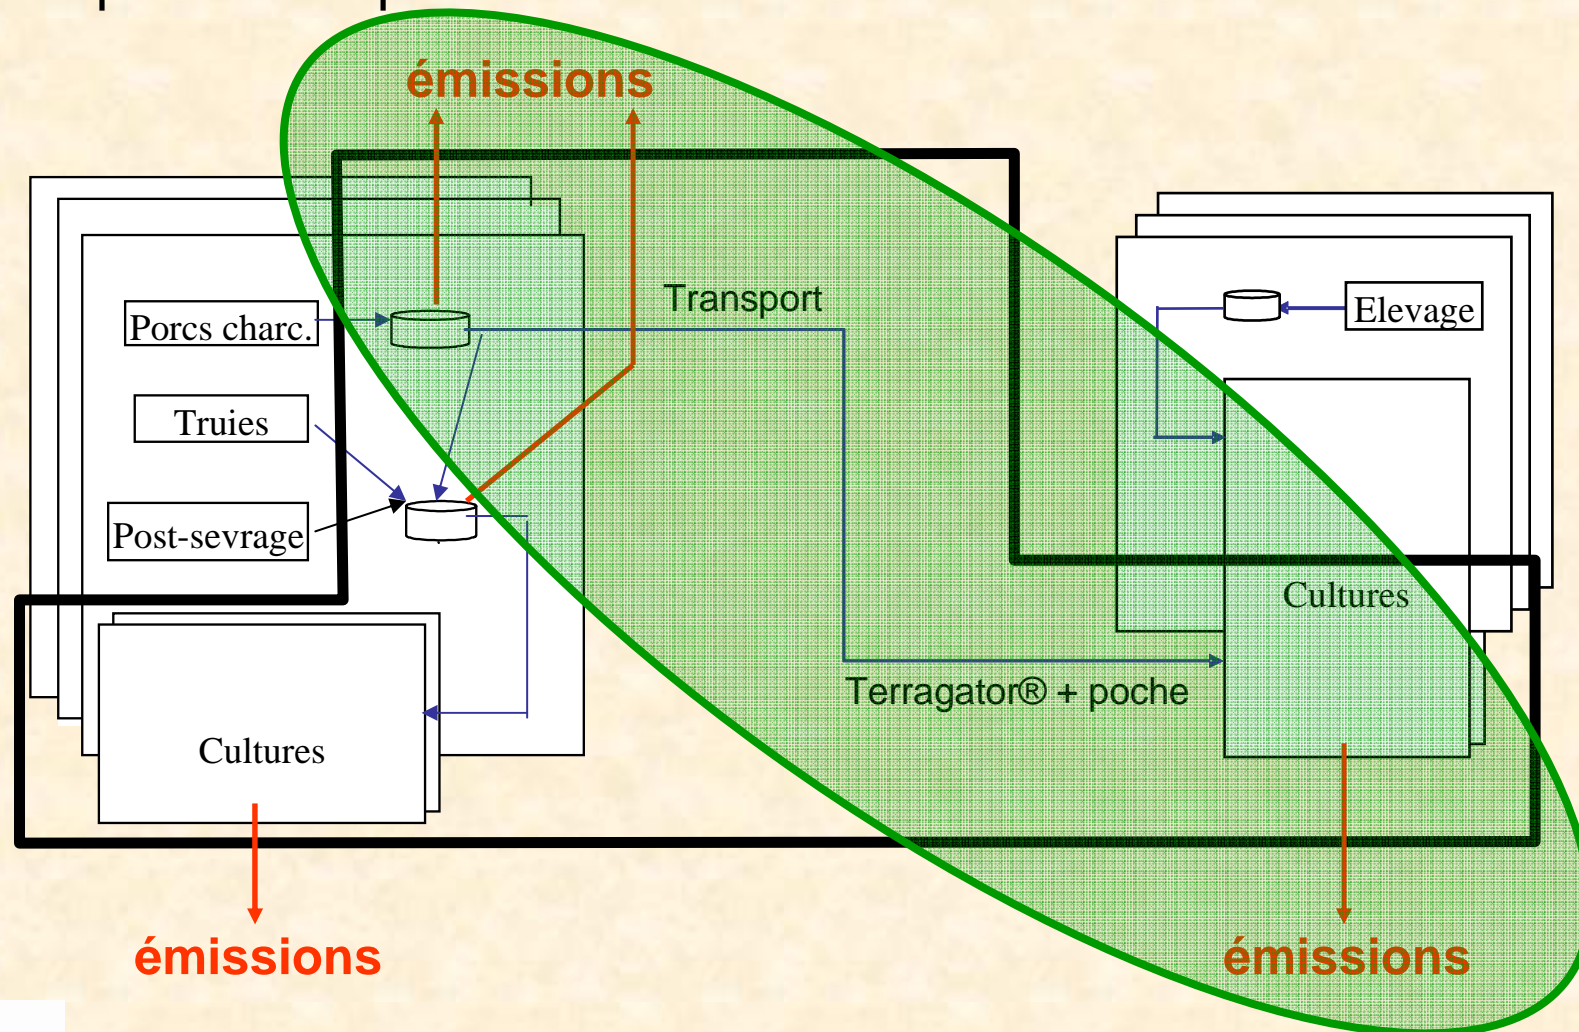 émissions
Transport
Porcs charc.
Elevage
Truies
Post-sevrage
Cultures
Terragator® + poche
Cultures
émissions
émissions